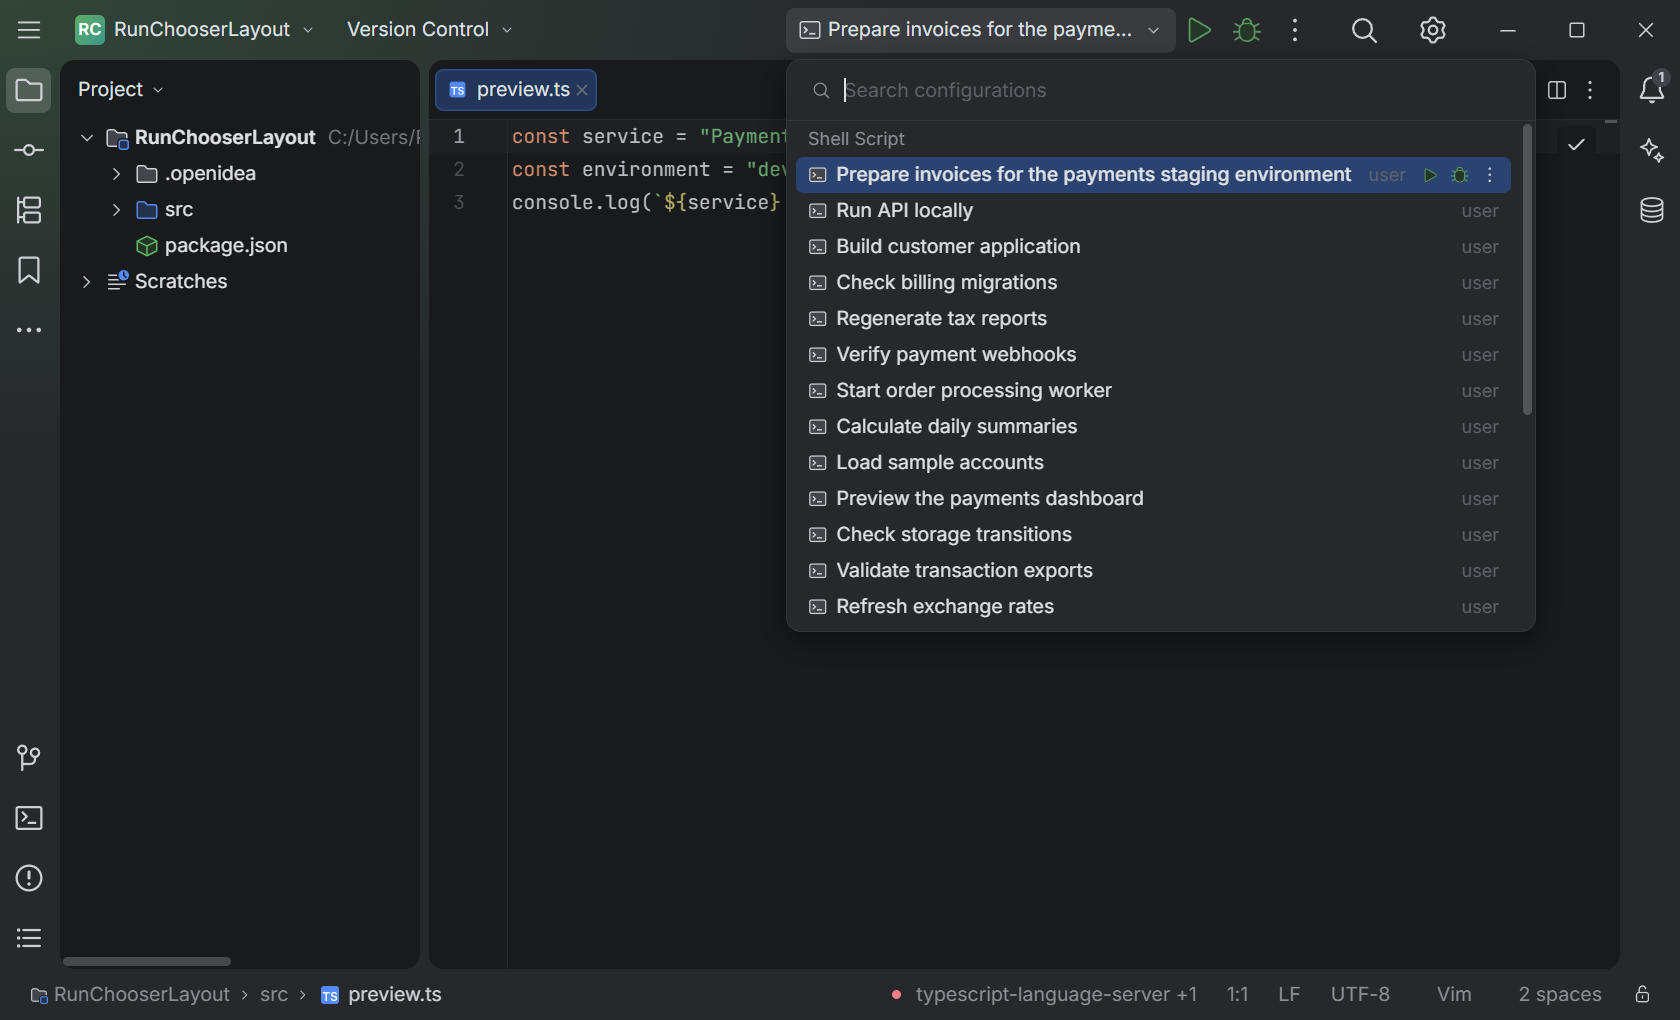 RC RunChooserLayout Version Control Prepare invoices for the payme...
Project
RunChooserLayout C:/Users/
.openidea
src
package.json
Scratches
TS preview.ts
1 const service = "Payment
2 const environment = "dev
3 console.log(`${service}
Search configurations
Shell Script
Prepare invoices for the payments staging environment user
Run API locally user
Build customer application user
Check billing migrations user
Regenerate tax reports user
Verify payment webhooks user
Start order processing worker user
Calculate daily summaries user
Load sample accounts user
Preview the payments dashboard user
Check storage transitions user
Validate transaction exports user
Refresh exchange rates user
1
RunChooserLayout › src › TS preview.ts typescript-language-server +1 1:1 LF UTF-8 Vim 2 spaces